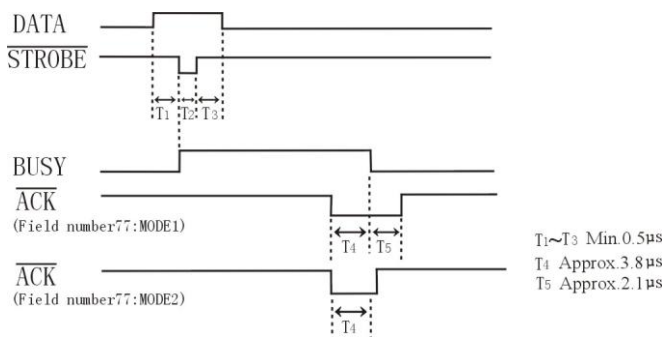 DATA
STROBE
T1 T2 T3
BUSY
ACK
(Field number77:MODE1)
T4 T5
T1~T3 Min.0.5μs
T4 Approx.3.8μs
T5 Approx.2.1μs
ACK
(Field number77:MODE2)
T4